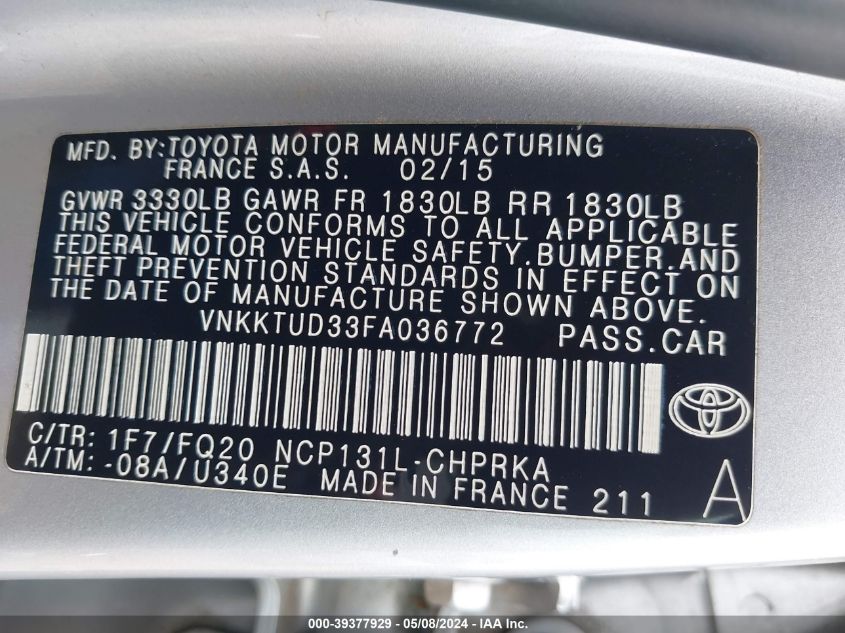 MFD. BY:TOYOTA MOTOR MANUFACTURING
FRANCE S.A.S. 02/15
GVWR 3330LB GAWR FR 1830LB RR 1830LB
THIS VEHICLE CONFORMS TO ALL APPLICABLE
FEDERAL MOTOR VEHICLE SAFETY,BUMPER,AND
THEFT PREVENTION STANDARDS IN EFFECT ON
THE DATE OF MANUFACTURE SHOWN ABOVE.
VNKKTUD33FA036772 PASS.CAR
C/TR: 1F7/FQ20 NCP131L-CHPRKA
A/TM: -08A/U340E MADE IN FRANCE 211
A
000-39377929 - 05/08/2024 - IAA Inc.